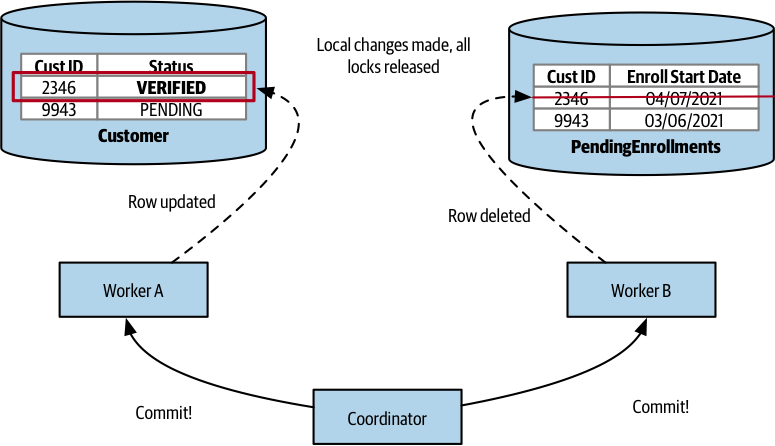 Local changes made, all
locks released
Cust ID Status
2346 VERIFIED
9943 PENDING
Customer
Cust ID Enroll Start Date
2346 04/07/2021
9943 03/06/2021
PendingEnrollments
Row updated
Row deleted
Worker A
Worker B
Commit!
Coordinator
Commit!